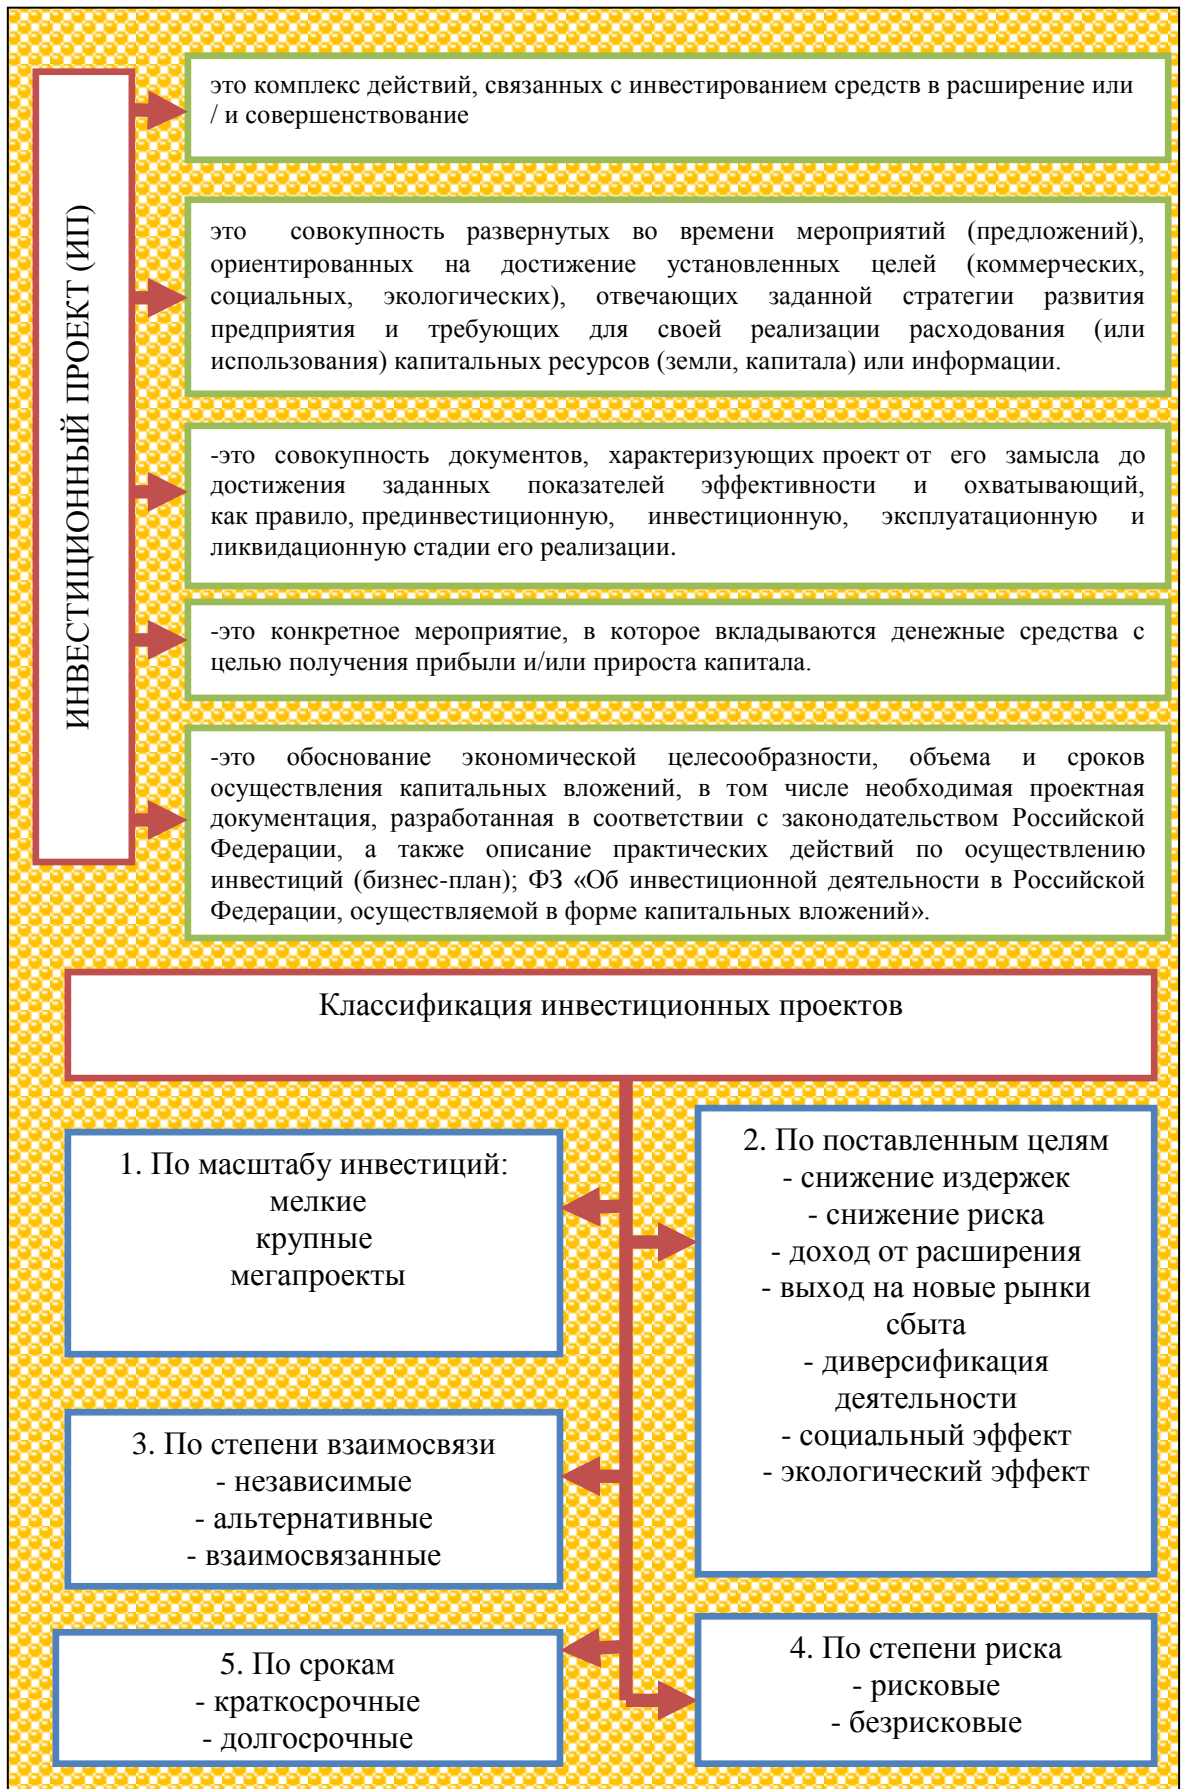 ИНВЕСТИЦИОННЫЙ ПРОЕКТ (ИП)
это комплекс действий, связанных с инвестированием средств в расширение или
/ и совершенствование
это совокупность развернутых во времени мероприятий (предложений),
ориентированных на достижение установленных целей (коммерческих,
социальных, экологических), отвечающих заданной стратегии развития
предприятия и требующих для своей реализации расходования (или
использования) капитальных ресурсов (земли, капитала) или информации.
-это совокупность документов, характеризующих проект от его замысла до
достижения заданных показателей эффективности и охватывающий,
как правило, прединвестиционную, инвестиционную, эксплуатационную и
ликвидационную стадии его реализации.
-это конкретное мероприятие, в которое вкладываются денежные средства с
целью получения прибыли и/или прироста капитала.
-это обоснование экономической целесообразности, объема и сроков
осуществления капитальных вложений, в том числе необходимая проектная
документация, разработанная в соответствии с законодательством Российской
Федерации, а также описание практических действий по осуществлению
инвестиций (бизнес-план); ФЗ «Об инвестиционной деятельности в Российской
Федерации, осуществляемой в форме капитальных вложений».
Классификация инвестиционных проектов
1. По масштабу инвестиций:
мелкие
крупные
мегапроекты
2. По поставленным целям
- снижение издержек
- снижение риска
- доход от расширения
- выход на новые рынки
сбыта
- диверсификация
деятельности
- социальный эффект
- экологический эффект
3. По степени взаимосвязи
- независимые
- альтернативные
- взаимосвязанные
4. По степени риска
- рисковые
- безрисковые
5. По срокам
- краткосрочные
- долгосрочные